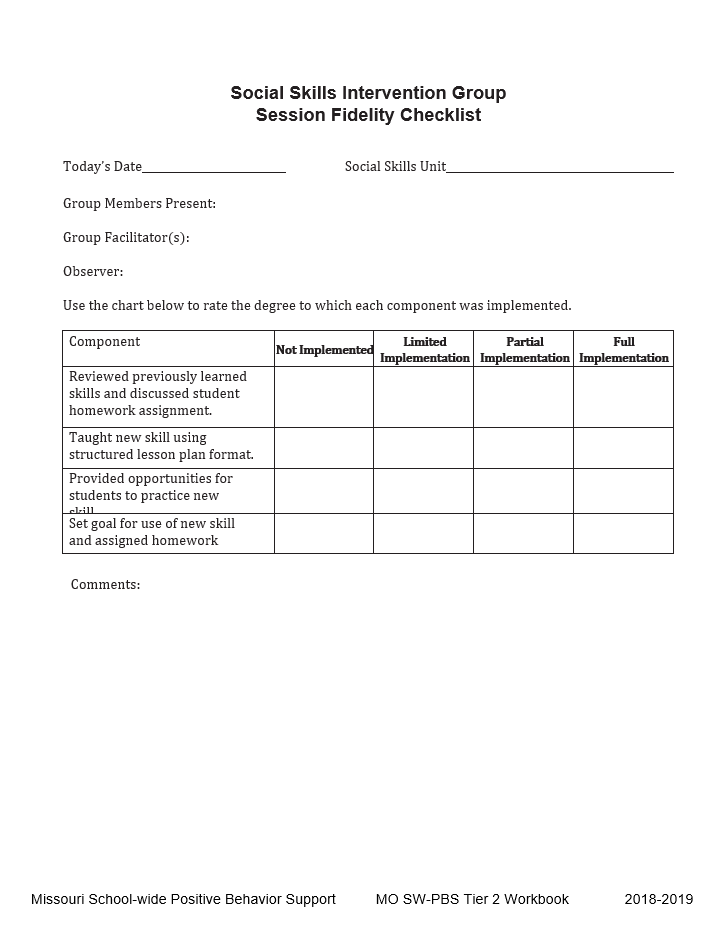 Social Skills Intervention Group
Session Fidelity Checklist
Today's Date____________________ Social Skills Unit________________________________
Group Members Present:
Group Facilitator(s):
Observer:
Use the chart below to rate the degree to which each component was implemented.
Component
Not Implemented
Limited
Implementation
Partial
Implementation
Full
Implementation
Reviewed previously learned
skills and discussed student
homework assignment.
Taught new skill using
structured lesson plan format.
Provided opportunities for
students to practice new
skill
Set goal for use of new skill
and assigned homework
Comments:
Missouri School-wide Positive Behavior Support MO SW-PBS Tier 2 Workbook 2018-2019